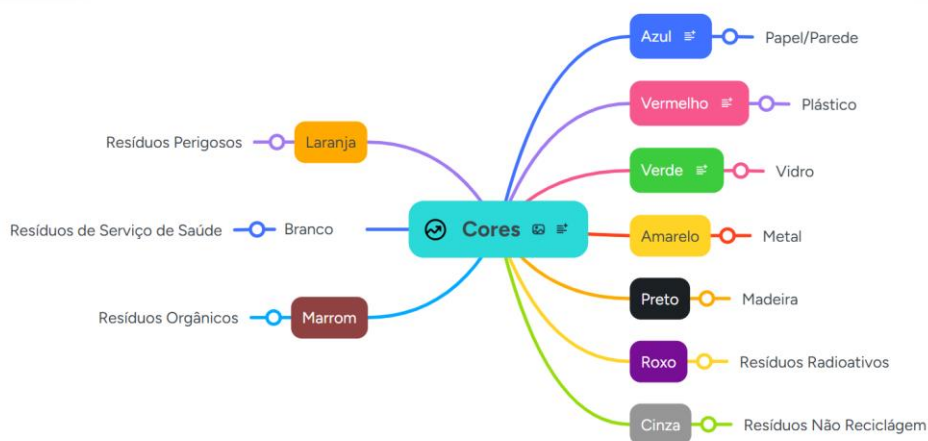 Cores
Azul
Papel/Parede
Vermelho
Plástico
Verde
Vidro
Amarelo
Metal
Preto
Madeira
Roxo
Resíduos Radioativos
Cinza
Resíduos Não Reciclágem
Resíduos Perigosos
Laranja
Resíduos de Serviço de Saúde
Branco
Resíduos Orgânicos
Marrom